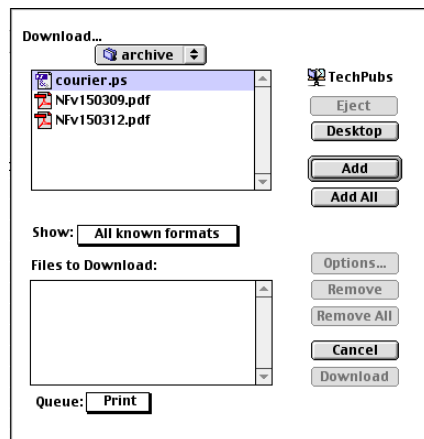 Download...
archive
courier.ps
NFv150309.pdf
NFv150312.pdf
TechPubs
Eject
Desktop
Add
Add All
Show: All known formats
Files to Download:
Options...
Remove
Remove All
Cancel
Download
Queue: Print